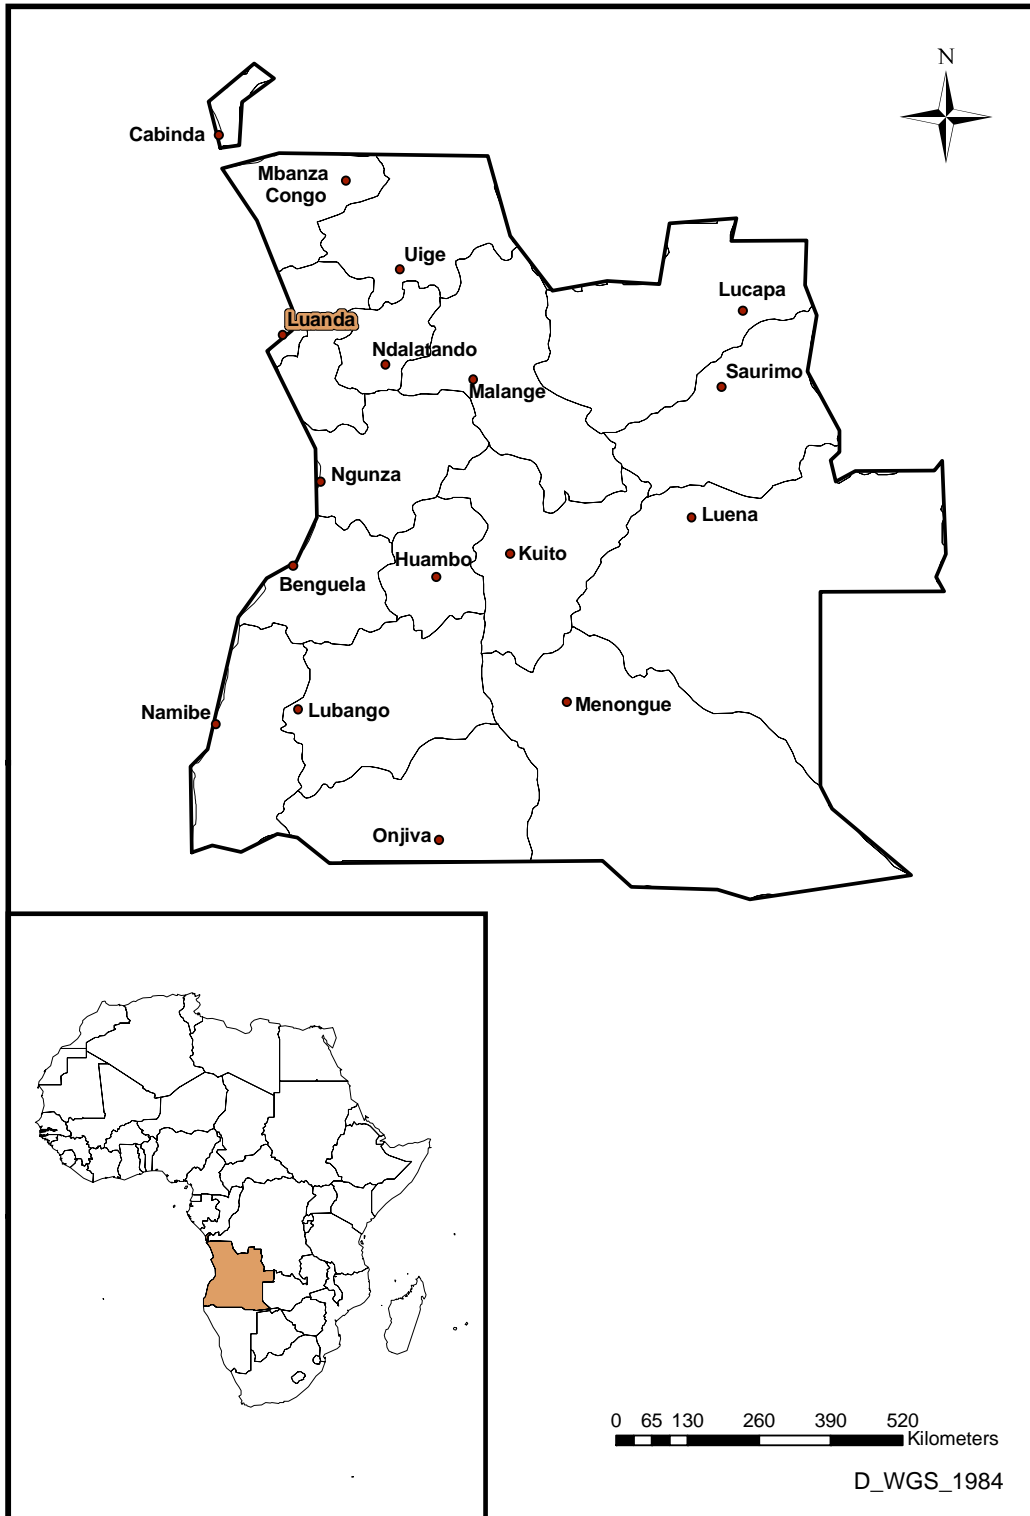 N
Cabinda
Mbanza
Congo
Uige
Lucapa
Luanda
Ndalatando
Saurimo
Malange
Ngunza
Luena
Huambo
Kuito
Benguela
Namibe
Lubango
Menongue
Onjiva
0 65 130 260 390 520
Kilometers
D_WGS_1984